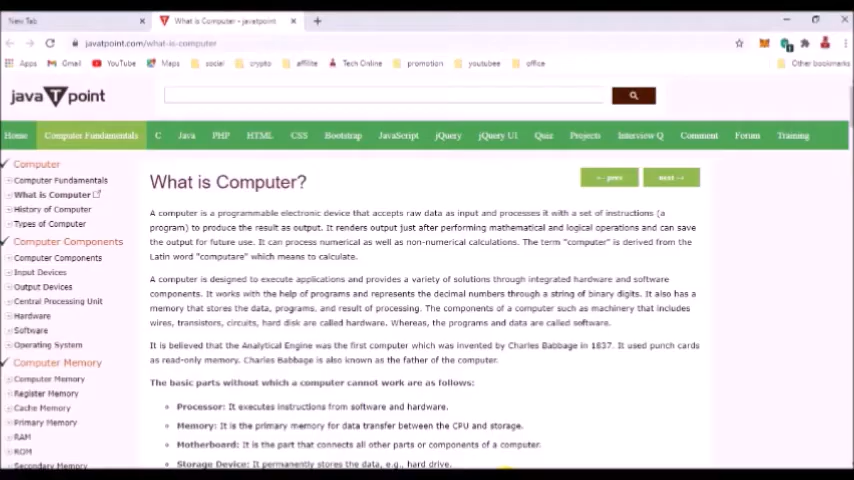 New Tab
What is Computer - javatpoint
javatpoint.com/what-is-computer
Apps Gmail YouTube Maps social crypto affilite Tech Online promotion youtubee office Other bookmarks
javaTpoint
Home Computer Fundamentals C Java PHP HTML CSS Bootstrap JavaScript jQuery jQuery UI Quiz Projects Interview Q Comment Forum Training
Computer
Computer Fundamentals
What is Computer
History of Computer
Types of Computer
Computer Components
Computer Components
Input Devices
Output Devices
Central Processing Unit
Hardware
Software
Operating System
Computer Memory
Computer Memory
Register Memory
Cache Memory
Primary Memory
RAM
ROM
Secondary Memory
What is Computer?
← prev next →
A computer is a programmable electronic device that accepts raw data as input and processes it with a set of instructions (a
program) to produce the result as output. It renders output just after performing mathematical and logical operations and can save
the output for future use. It can process numerical as well as non-numerical calculations. The term "computer" is derived from the
Latin word "computare" which means to calculate.
A computer is designed to execute applications and provides a variety of solutions through integrated hardware and software
components. It works with the help of programs and represents the decimal numbers through a string of binary digits. It also has a
memory that stores the data, programs, and result of processing. The components of a computer such as machinery that includes
wires, transistors, circuits, hard disk are called hardware. Whereas, the programs and data are called software.
It is believed that the Analytical Engine was the first computer which was invented by Charles Babbage in 1837. It used punch cards
as read-only memory. Charles Babbage is also known as the father of the computer.
The basic parts without which a computer cannot work are as follows:
Processor: It executes instructions from software and hardware.
Memory: It is the primary memory for data transfer between the CPU and storage.
Motherboard: It is the part that connects all other parts or components of a computer.
Storage Device: It permanently stores the data, e.g., hard drive.